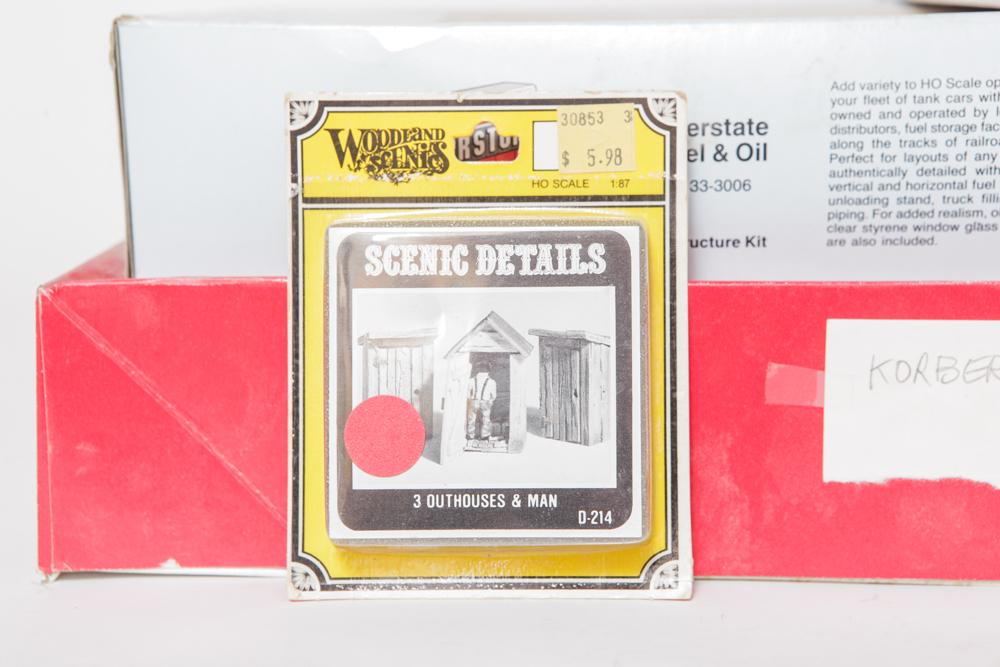 WOODLAND
SCENICS
30853 3
$ 5.98
HO SCALE 1:87
SCENIC DETAILS
3 OUTHOUSES & MAN
D-214
erstate
el & Oil
33-3006
ucture Kit
Add variety to HO Scale op
your fleet of tank cars with
owned and operated by l
distributors, fuel storage fac
along the tracks of railroa
Perfect for layouts of any
authentically detailed with
vertical and horizontal fuel
unloading stand, truck filli
piping. For added realism, o
clear styrene window glass
are also included.
KORBER